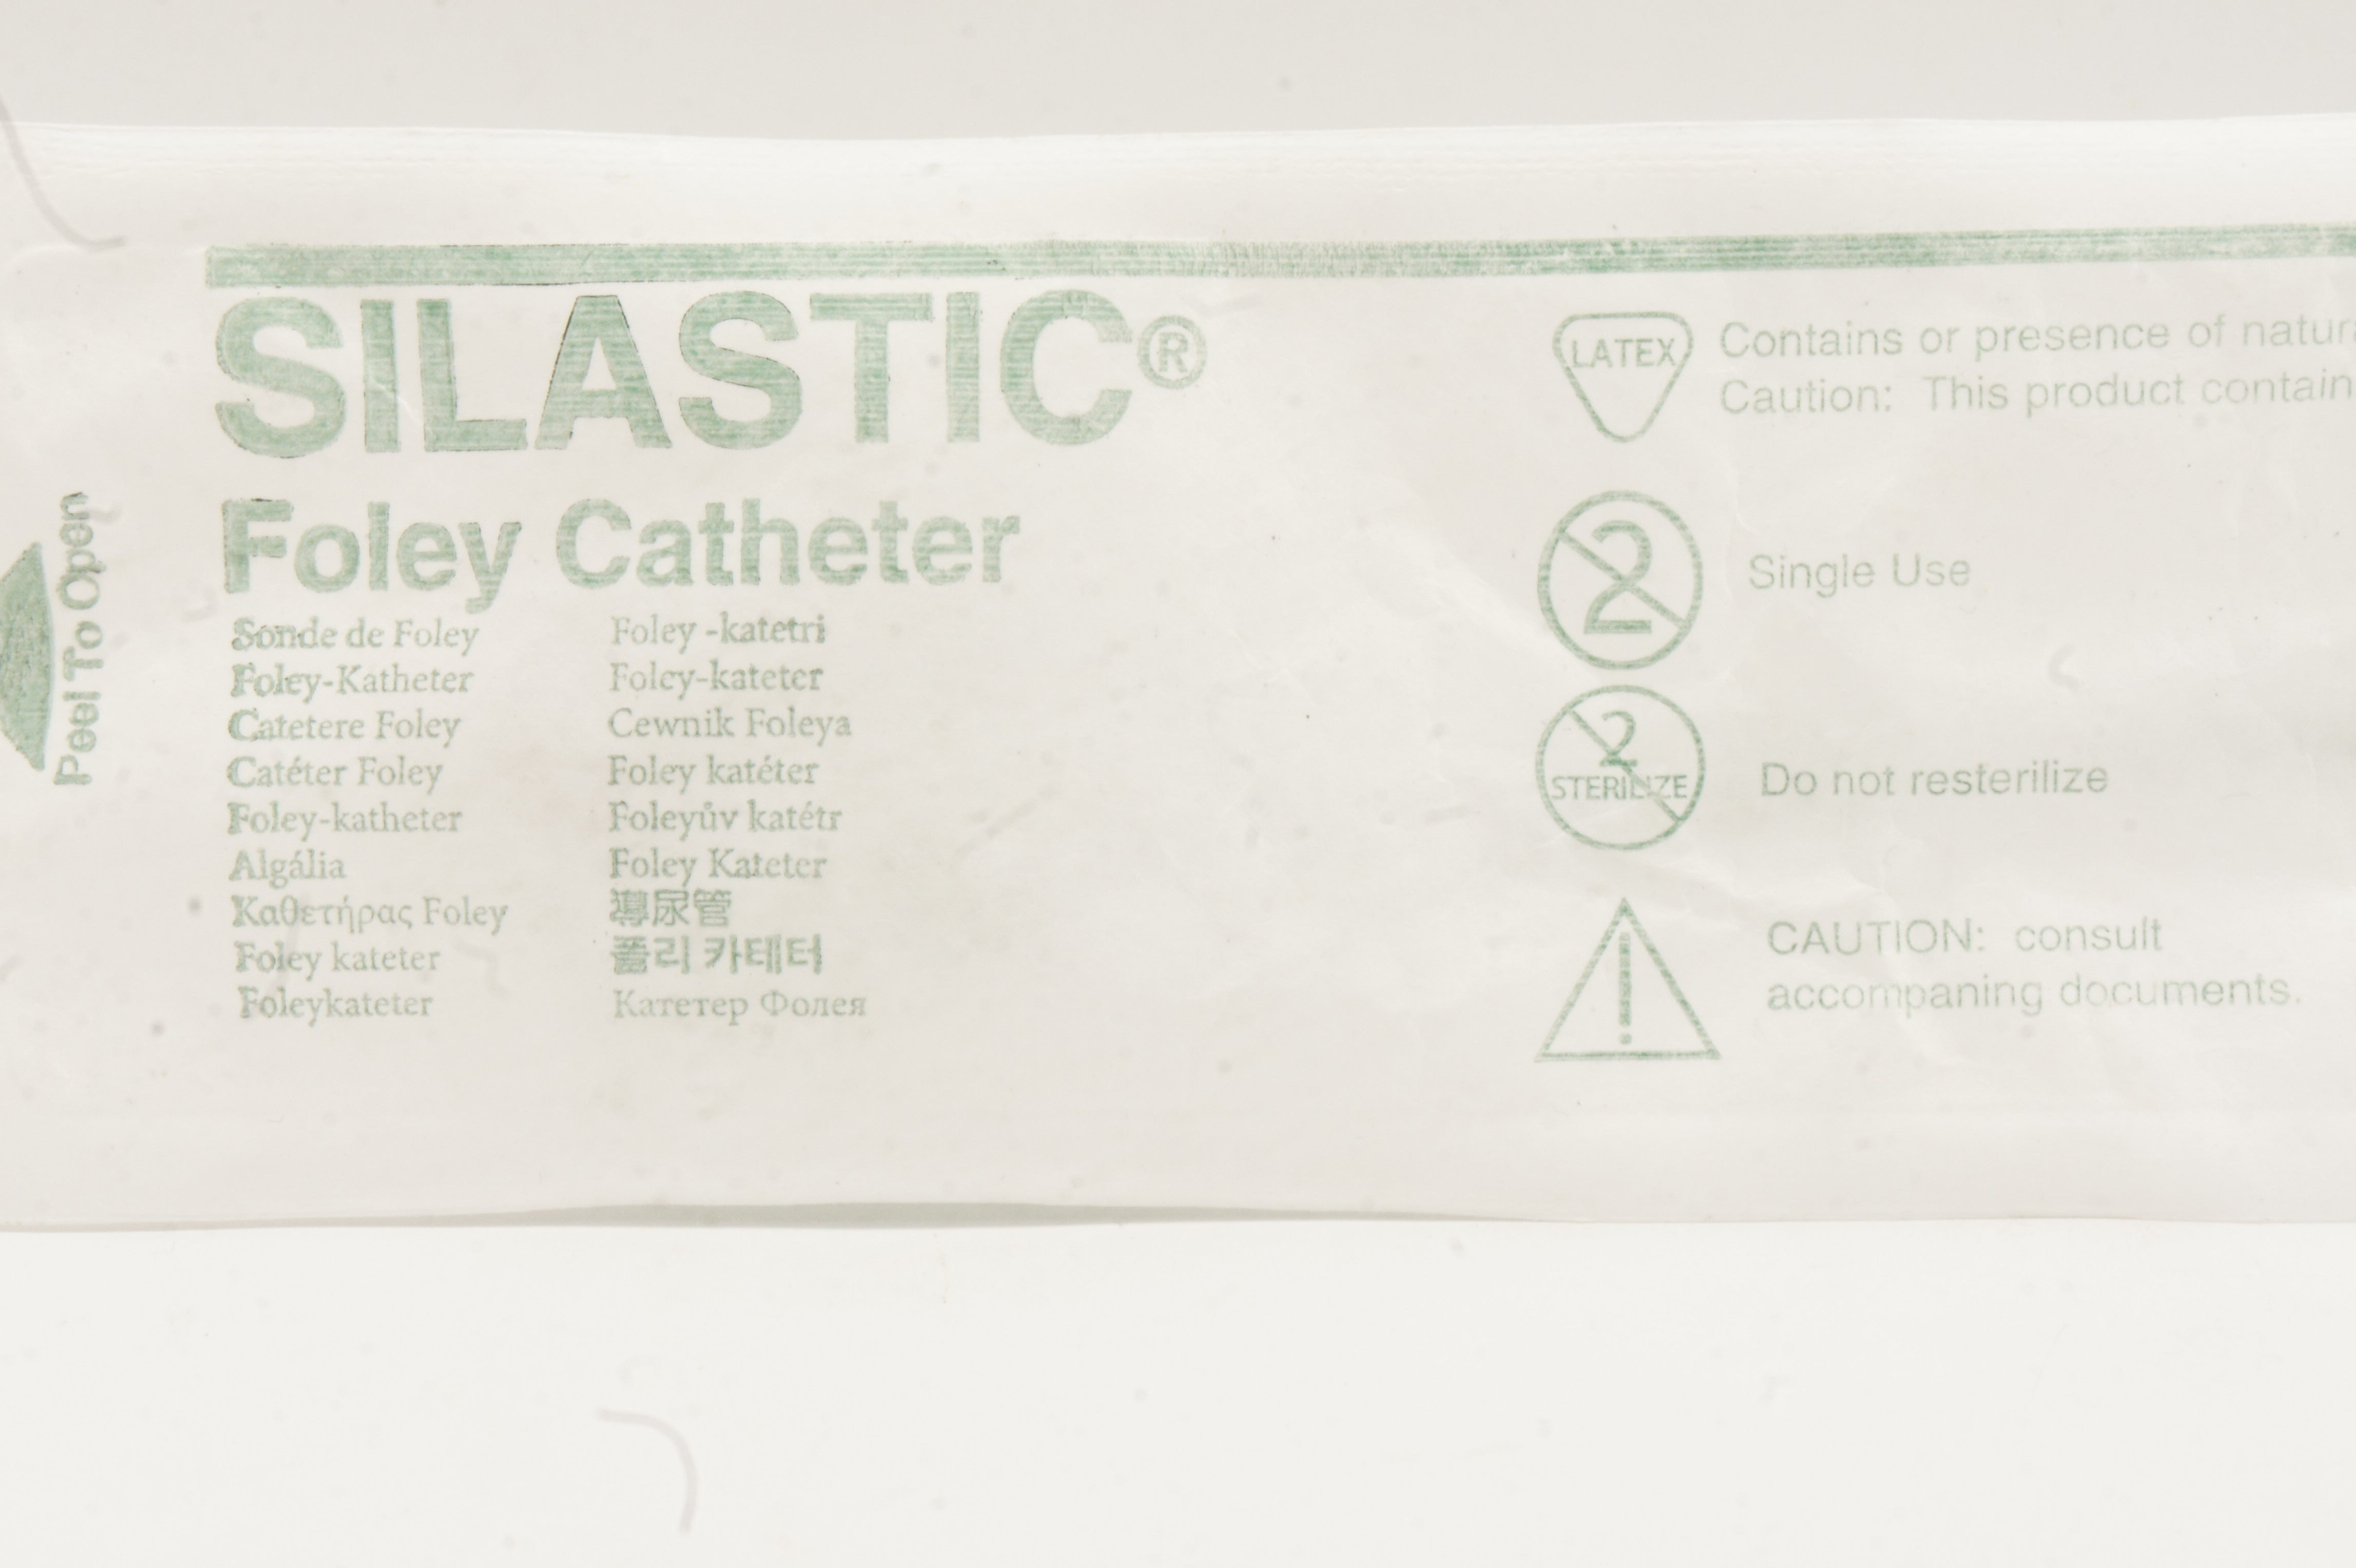 Peel To Open
SILASTIC®
Foley Catheter
Sonde de Foley
Foley-Katheter
Catetere Foley
Catéter Foley
Foley-katheter
Algália
Καθετήρας Foley
Foley kateter
Foleykateter
Foley -katetri
Foley-kateter
Cewnik Foleya
Foley katéter
Foleyův katétr
Foley Kateter
導尿管
폴리 카테터
Катетер Фолея
LATEX
Contains or presence of
Caution: This product
2
Single Use
2
STERILIZE
Do not resterilize
CAUTION: consult
accompaning documents.